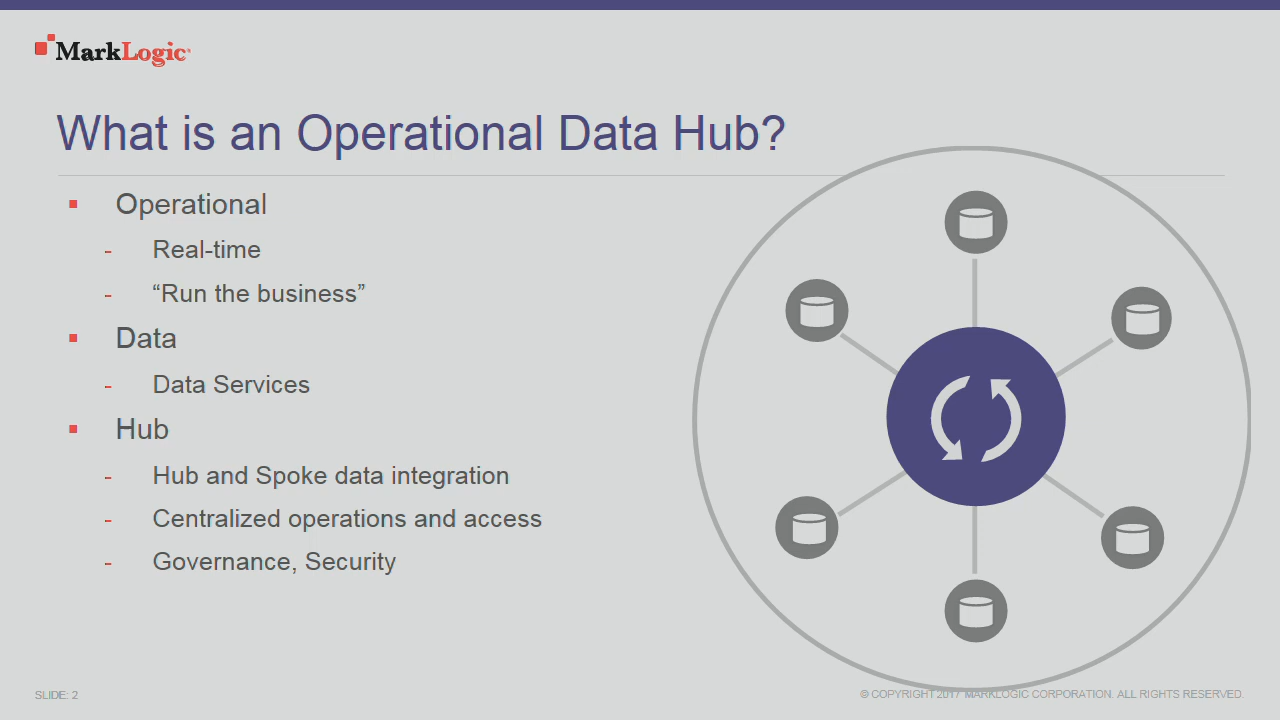 MarkLogic
What is an Operational Data Hub?
Operational
- Real-time
- “Run the business”
Data
- Data Services
Hub
- Hub and Spoke data integration
- Centralized operations and access
- Governance, Security
SLIDE: 2
© COPYRIGHT 2017 MARKLOGIC CORPORATION. ALL RIGHTS RESERVED.